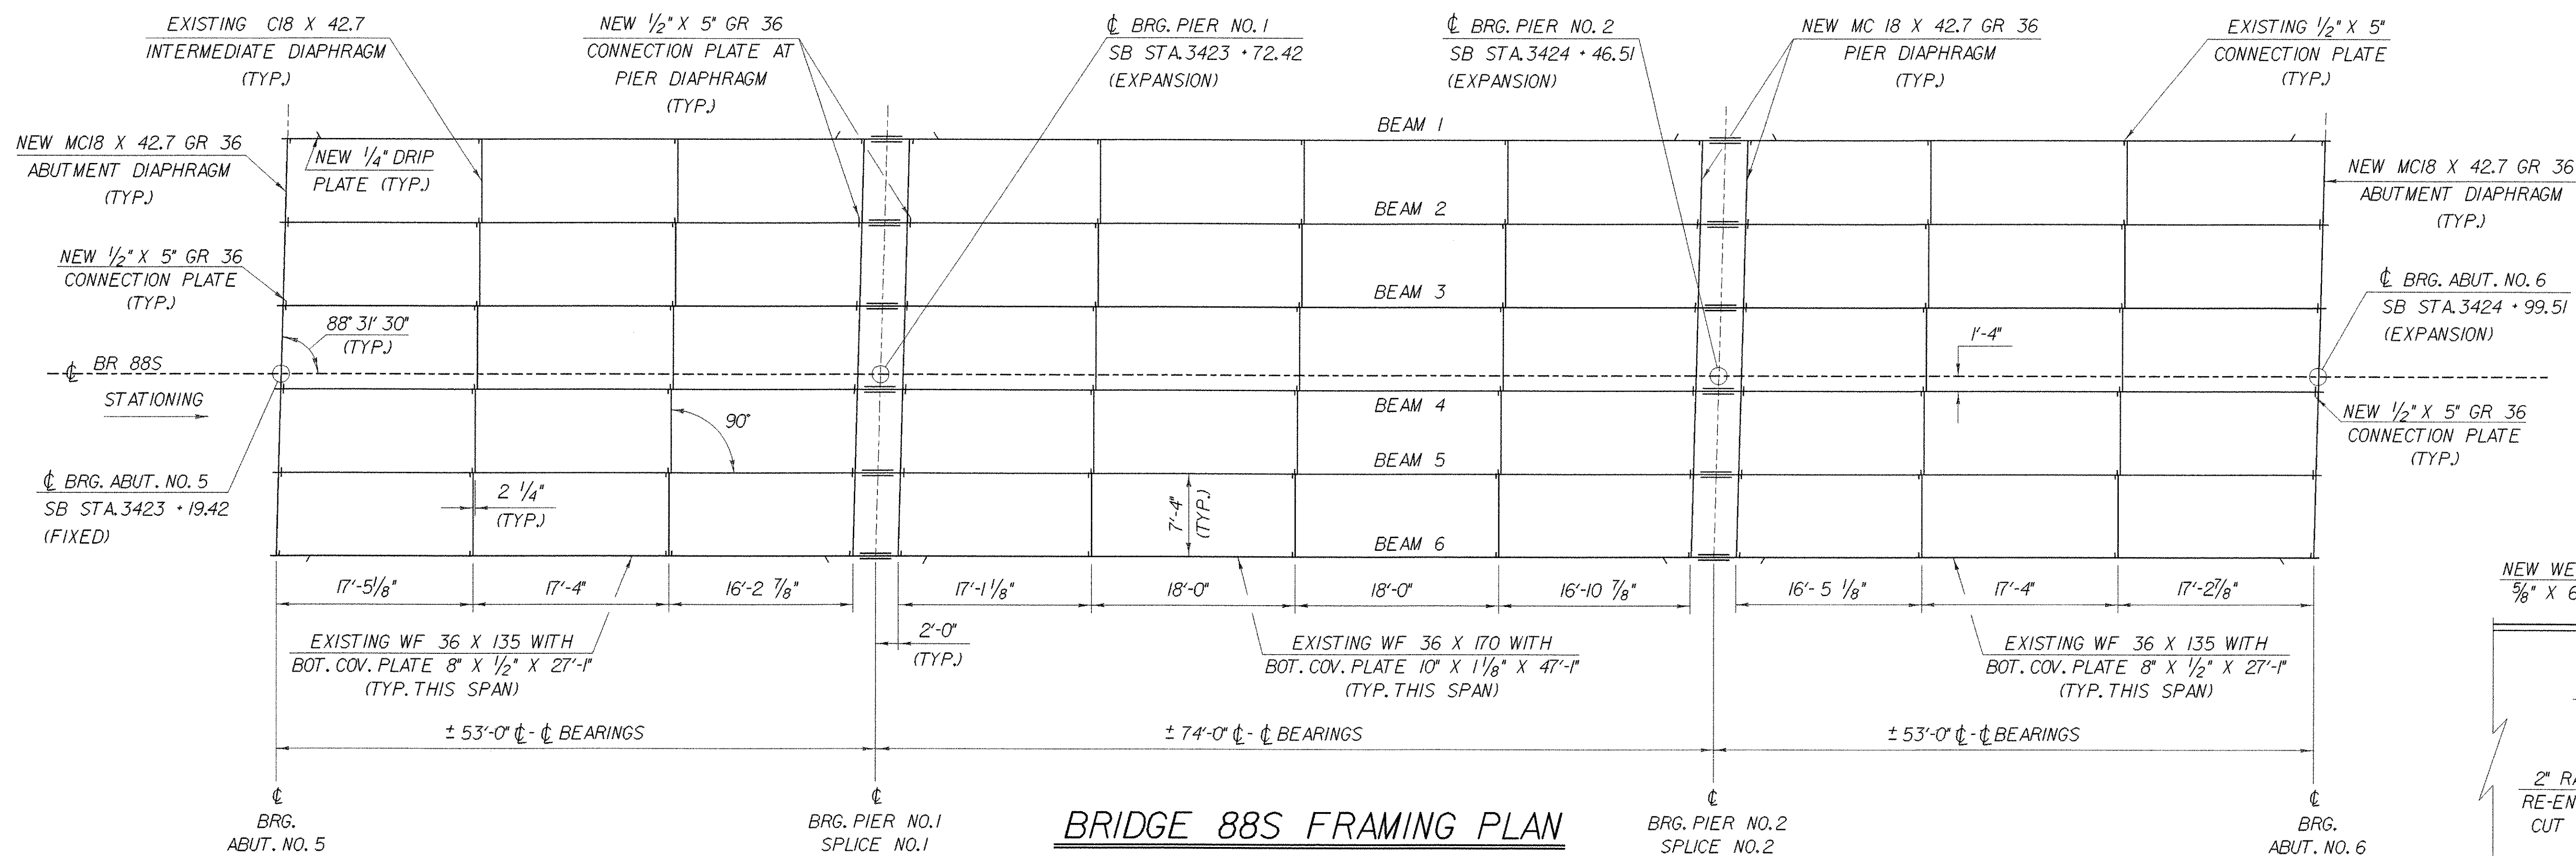 EXISTING C18 X 42.7
INTERMEDIATE DIAPHRAGM
(TYP.)
NEW 1/2" X 5" GR 36
CONNECTION PLATE AT
PIER DIAPHRAGM
(TYP.)
℄ BRG. PIER NO. 1
SB STA. 3423 + 72.42
(EXPANSION)
℄ BRG. PIER NO. 2
SB STA. 3424 + 46.51
(EXPANSION)
NEW MC 18 X 42.7 GR 36
PIER DIAPHRAGM
(TYP.)
EXISTING 1/2" X 5"
CONNECTION PLATE
(TYP.)
NEW MC18 X 42.7 GR 36
ABUTMENT DIAPHRAGM
(TYP.)
NEW 1/4" DRIP
PLATE (TYP.)
BEAM 1
NEW MC18 X 42.7 GR 36
ABUTMENT DIAPHRAGM
(TYP.)
BEAM 2
NEW 1/2" X 5" GR 36
CONNECTION PLATE
(TYP.)
BEAM 3
℄ BRG. ABUT. NO. 6
SB STA. 3424 + 99.51
(EXPANSION)
88° 31' 30"
(TYP.)
1'-4"
℄ BR 88S
STATIONING
BEAM 4
90°
NEW 1/2" X 5" GR 36
CONNECTION PLATE
(TYP.)
BEAM 5
℄ BRG. ABUT. NO. 5
SB STA. 3423 + 19.42
(FIXED)
2 1/4"
(TYP.)
7'-4"
(TYP.)
BEAM 6
17'-5 1/8"
17'-4"
16'-2 7/8"
17'-1 1/8"
18'-0"
18'-0"
16'-10 7/8"
16'-5 1/8"
17'-4"
17'-2 7/8"
NEW WE
5/8" X 6
2'-0"
(TYP.)
EXISTING WF 36 X 135 WITH
BOT. COV. PLATE 8" X 1/2" X 27'-1"
(TYP. THIS SPAN)
EXISTING WF 36 X 170 WITH
BOT. COV. PLATE 10" X 1 1/8" X 47'-1"
(TYP. THIS SPAN)
EXISTING WF 36 X 135 WITH
BOT. COV. PLATE 8" X 1/2" X 27'-1"
(TYP. THIS SPAN)
± 53'-0" ℄ - ℄ BEARINGS
± 74'-0" ℄ - ℄ BEARINGS
± 53'-0" ℄ - ℄ BEARINGS
2" RA
RE-EN
CUT
℄
BRG.
ABUT. NO. 5
℄
BRG. PIER NO. 1
SPLICE NO. 1
BRIDGE 88S FRAMING PLAN
℄
BRG. PIER NO. 2
SPLICE NO. 2
℄
BRG.
ABUT. NO. 6